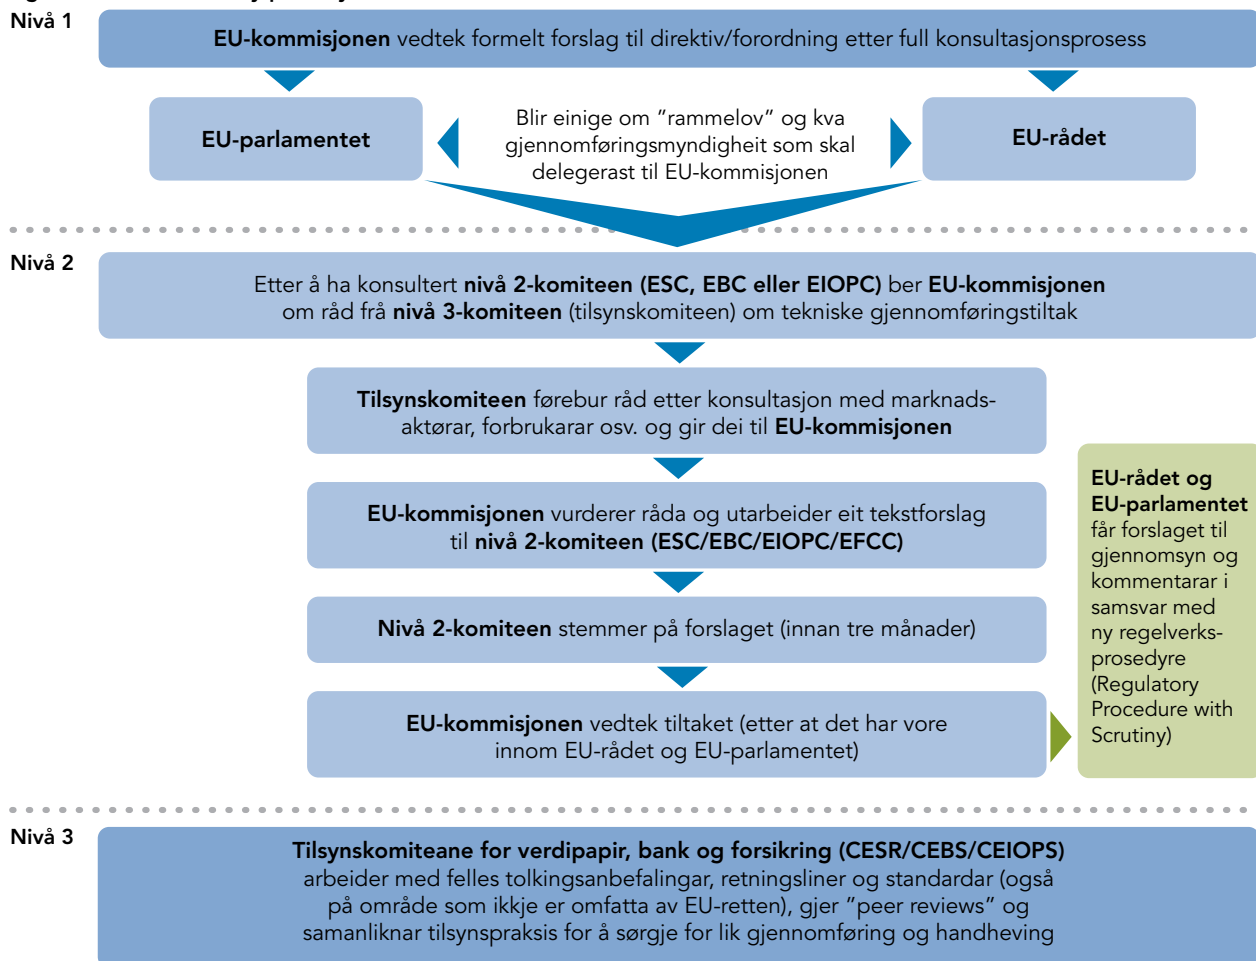 Nivå 1
EU-kommisjonen vedtek formelt forslag til direktiv/forordning etter full konsultasjonsprosess
EU-parlamentet
Blir einige om ”rammelov” og kva
gjennomføringsmyndigheit som skal
delegerast til EU-kommisjonen
EU-rådet
Nivå 2
Etter å ha konsultert nivå 2-komiteen (ESC, EBC eller EIOPC) ber EU-kommisjonen
om råd frå nivå 3-komiteen (tilsynskomiteen) om tekniske gjennomføringstiltak
Tilsynskomiteen førebur råd etter konsultasjon med marknads-
aktørar, forbrukarar osv. og gir dei til EU-kommisjonen
EU-kommisjonen vurderer råda og utarbeider eit tekstforslag
til nivå 2-komiteen (ESC/EBC/EIOPC/EFCC)
Nivå 2-komiteen stemmer på forslaget (innan tre månader)
EU-kommisjonen vedtek tiltaket (etter at det har vore
innom EU-rådet og EU-parlamentet)
EU-rådet og
EU-parlamentet
får forslaget til
gjennomsyn og
kommentarar i
samsvar med
ny regelverks-
prosedyre
(Regulatory
Procedure with
Scrutiny)
Nivå 3
Tilsynskomiteane for verdipapir, bank og forsikring (CESR/CEBS/CEIOPS)
arbeider med felles tolkingsanbefalingar, retningsliner og standardar (også
på område som ikkje er omfatta av EU-retten), gjer ”peer reviews” og
samanliknar tilsynspraksis for å sørgje for lik gjennomføring og handheving